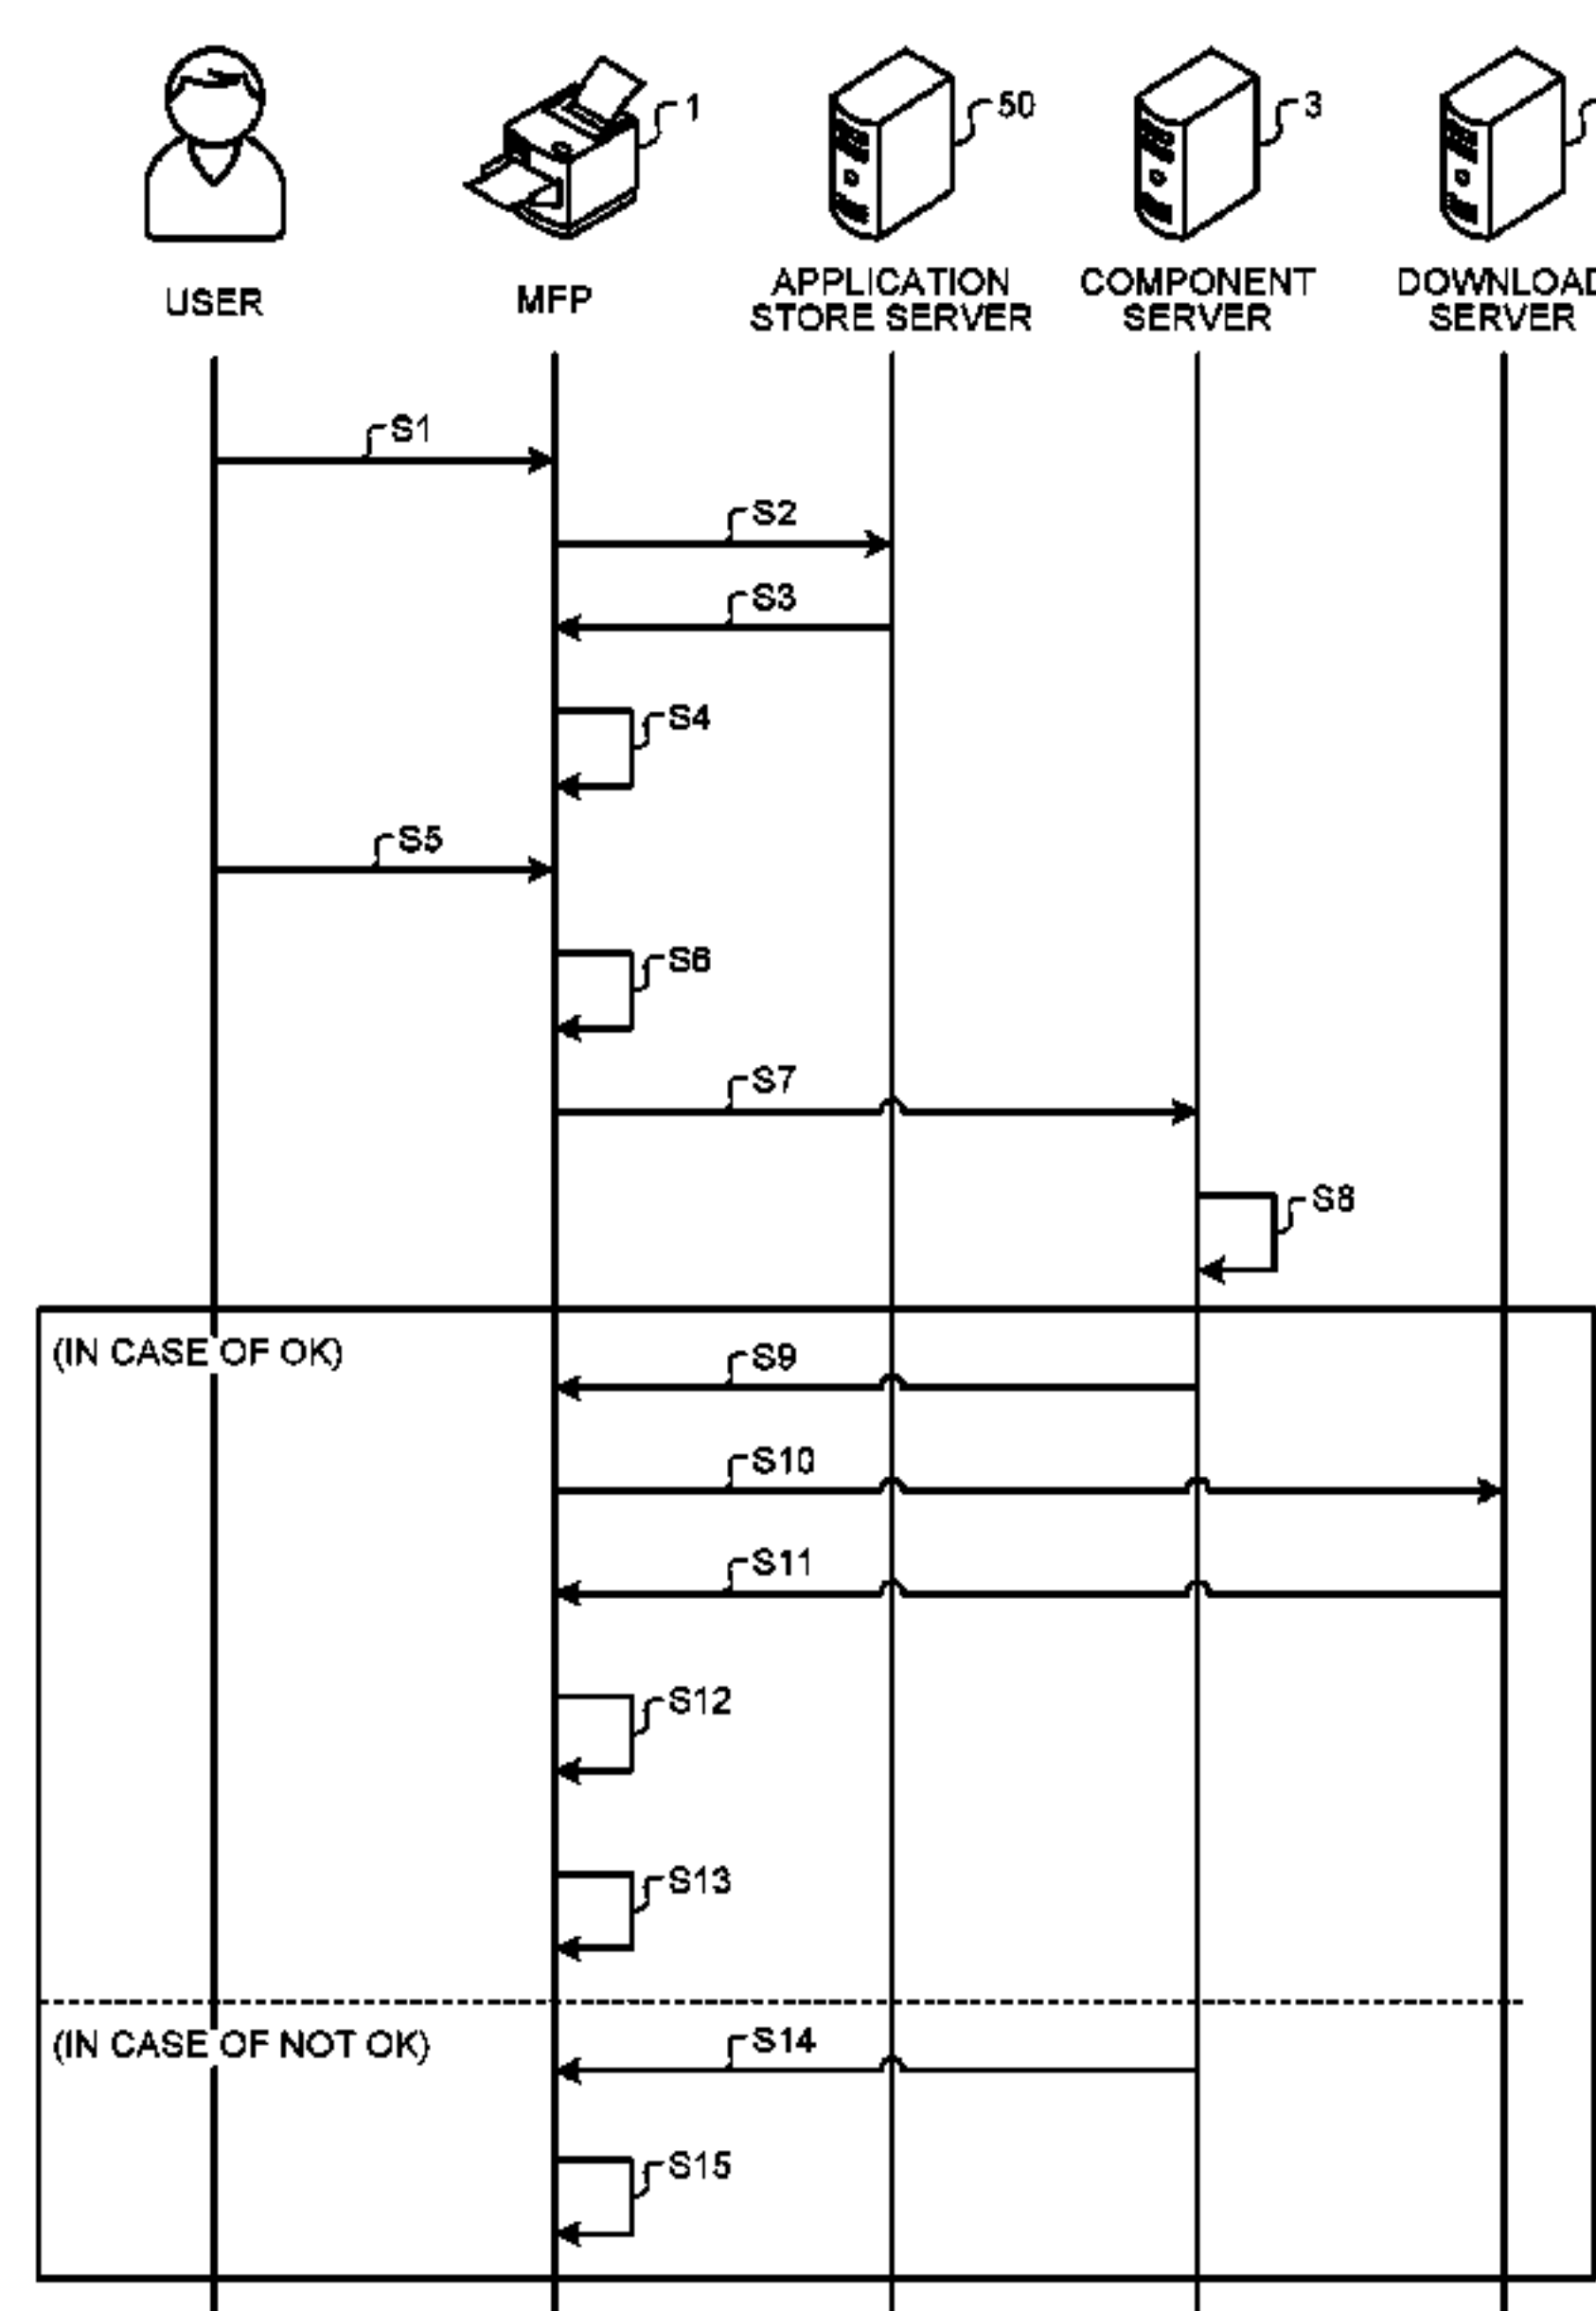 1
50
3
USER
MFP
APPLICATION
STORE SERVER
COMPONENT
SERVER
DOWNLOAD
SERVER
S1
S2
S3
S4
S5
S6
S7
S8
(IN CASE OF OK)
S9
S10
S11
S12
S13
(IN CASE OF NOT OK)
S14
S15